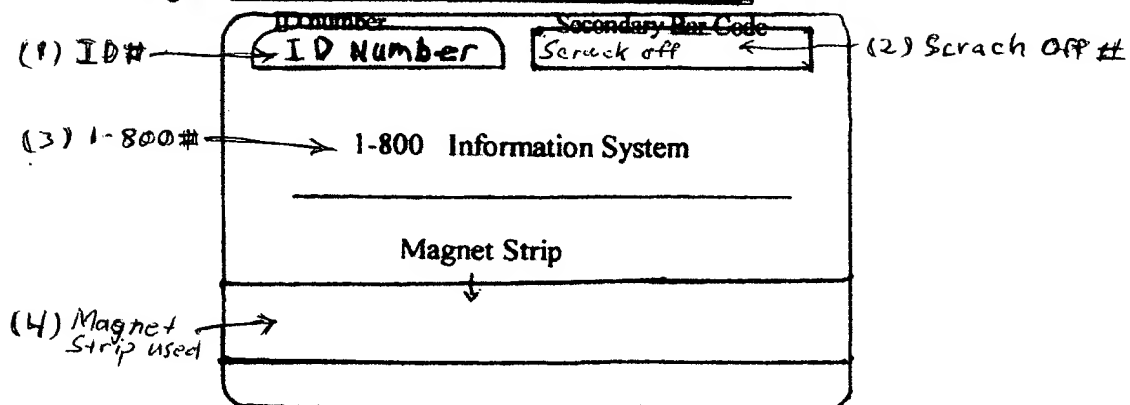 ID number Secondary Bar Code
(1) ID# ID Number Scrach off (2) Scrach Off #
(3) 1-800# 1-800 Information System
Magnet Strip
(4) Magnet
Strip used